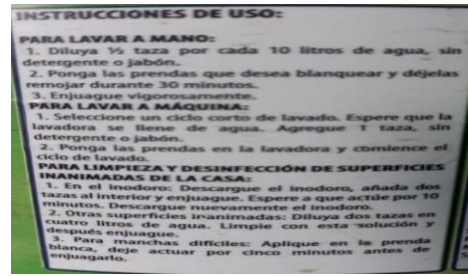 INSTRUCCIONES DE USO:
PARA LAVAR A MANO:
1. Diluya ½ taza por cada 10 litros de agua, sin
detergente o jabón.
2. Ponga las prendas que desea blanquear y déjelas
remojar durante 30 minutos.
3. Enjuague vigorosamente.
PARA LAVAR A MÁQUINA:
1. Seleccione un ciclo corto de lavado. Espere que la
lavadora se llene de agua. Agregue 1 taza, sin
detergente o jabón.
2. Ponga las prendas en la lavadora y comience el
ciclo de lavado.
PARA LIMPIEZA Y DESINFECCIÓN DE SUPERFICIES
INANIMADAS DE LA CASA:
1. En el inodoro: Descargue el inodoro, añada dos
tazas al interior y enjuague. Espere a que actúe por 10
minutos. Descargue nuevamente el inodoro.
2. Otras superficies inanimadas: Diluya dos tazas en
cuatro litros de agua. Limpie con esta solución y
después enjuague.
3. Para manchas difíciles: Aplique en la prenda
blanca, deje actuar por cinco minutos antes de
enjuagarlo.